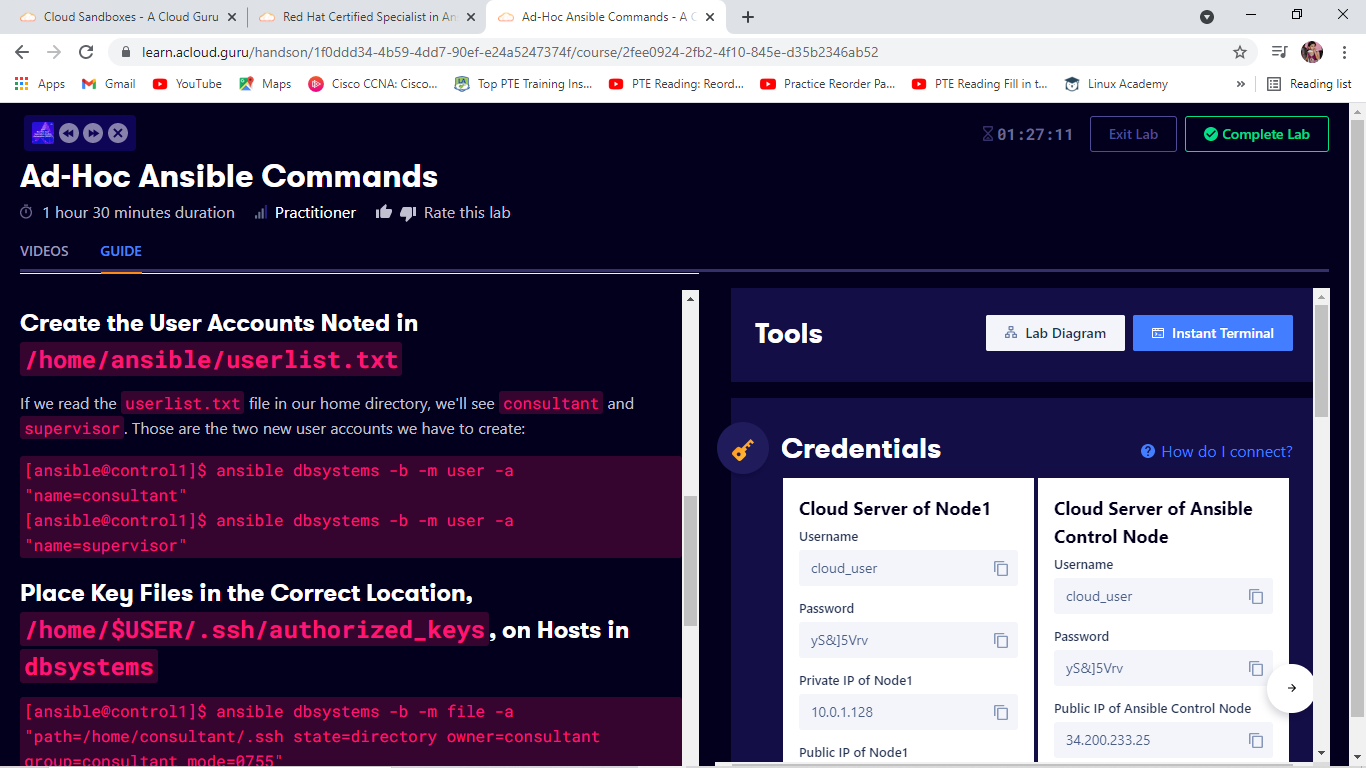 Cloud Sandboxes - A Cloud Guru
Red Hat Certified Specialist in An
Ad-Hoc Ansible Commands - A C
learn.acloud.guru/handson/1f0ddd34-4b59-4dd7-90ef-e24a5247374f/course/2fee0924-2fb2-4f10-845e-d35b2346ab52
Apps
Gmail
YouTube
Maps
Cisco CCNA: Cisco...
Top PTE Training Ins...
PTE Reading: Reord...
Practice Reorder Pa...
PTE Reading Fill in t...
Linux Academy
»
Reading list
01:27:11
Exit Lab
Complete Lab
Ad-Hoc Ansible Commands
1 hour 30 minutes duration
Practitioner
Rate this lab
VIDEOS
GUIDE
Create the User Accounts Noted in
/home/ansible/userlist.txt
If we read the userlist.txt file in our home directory, we'll see consultant and
supervisor. Those are the two new user accounts we have to create:
[ansible@control1]$ ansible dbsystems -b -m user -a
"name=consultant"
[ansible@control1]$ ansible dbsystems -b -m user -a
"name=supervisor"
Place Key Files in the Correct Location,
/home/$USER/.ssh/authorized_keys, on Hosts in
dbsystems
[ansible@control1]$ ansible dbsystems -b -m file -a
"path=/home/consultant/.ssh state=directory owner=consultant
group=consultant mode=0755"
Tools
Lab Diagram
Instant Terminal
Credentials
How do I connect?
Cloud Server of Node1
Username
cloud_user
Password
yS&]5Vrv
Private IP of Node1
10.0.1.128
Public IP of Node1
Cloud Server of Ansible
Control Node
Username
cloud_user
Password
yS&]5Vrv
Public IP of Ansible Control Node
34.200.233.25